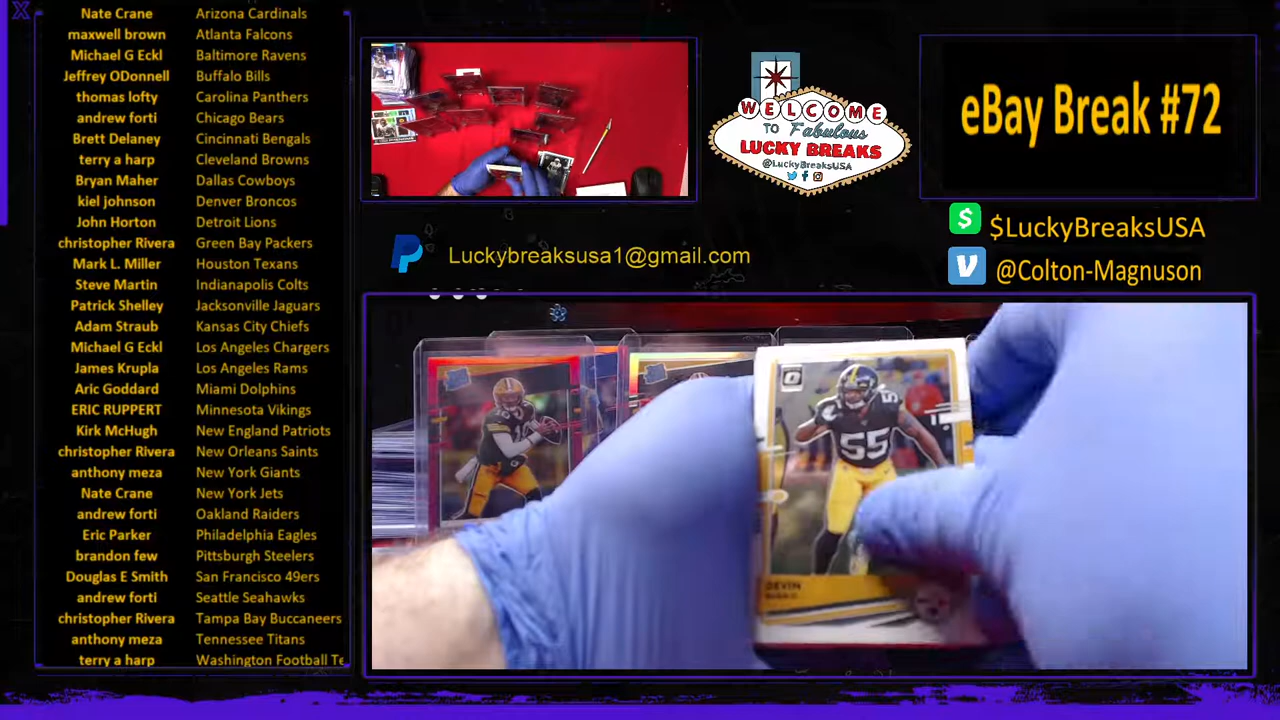 X
Nate Crane Arizona Cardinals
maxwell brown Atlanta Falcons
Michael G Eckl Baltimore Ravens
Jeffrey ODonnell Buffalo Bills
thomas lofty Carolina Panthers
andrew forti Chicago Bears
Brett Delaney Cincinnati Bengals
terry a harp Cleveland Browns
Bryan Maher Dallas Cowboys
kiel johnson Denver Broncos
John Horton Detroit Lions
christopher Rivera Green Bay Packers
Mark L. Miller Houston Texans
Steve Martin Indianapolis Colts
Patrick Shelley Jacksonville Jaguars
Adam Straub Kansas City Chiefs
Michael G Eckl Los Angeles Chargers
James Krupla Los Angeles Rams
Aric Goddard Miami Dolphins
ERIC RUPPERT Minnesota Vikings
Kirk McHugh New England Patriots
christopher Rivera New Orleans Saints
anthony meza New York Giants
Nate Crane New York Jets
andrew forti Oakland Raiders
Eric Parker Philadelphia Eagles
brandon few Pittsburgh Steelers
Douglas E Smith San Francisco 49ers
andrew forti Seattle Seahawks
christopher Rivera Tampa Bay Buccaneers
anthony meza Tennessee Titans
terry a harp Washington Football Te
WELCOME
TO Fabulous
LUCKY BREAKS
@LuckyBreaksUSA
eBay Break #72
$LuckyBreaksUSA
@Colton-Magnuson
Luckybreaksusa1@gmail.com
55
DEVIN